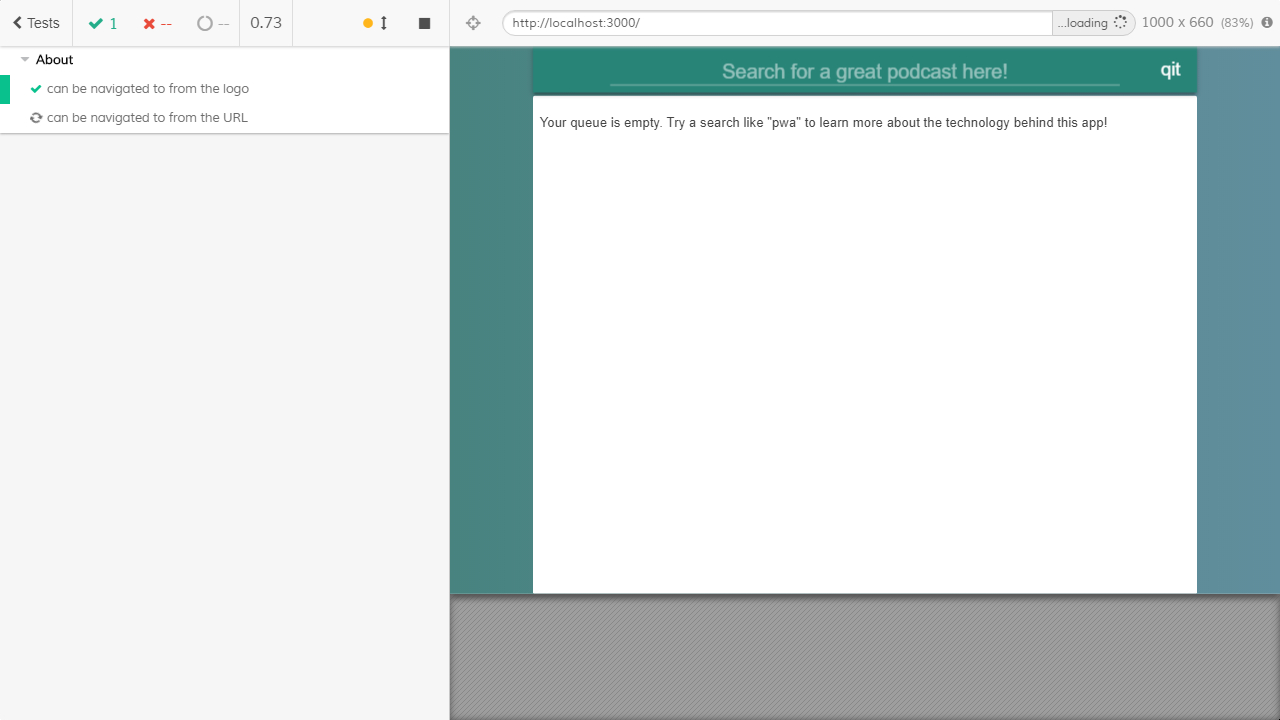 Tests 1 -- -- 0.73
http://localhost:3000/ ...loading 1000 x 660 (83%)
About
can be navigated to from the logo
can be navigated to from the URL
Search for a great podcast here! qit
Your queue is empty. Try a search like "pwa" to learn more about the technology behind this app!